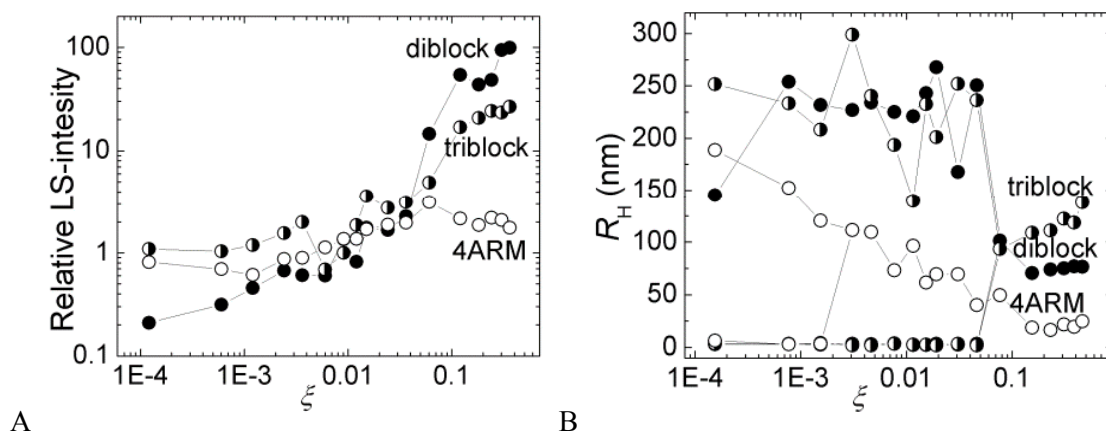 Relative LS-intesity
100
10
1
0.1
diblock
triblock
4ARM
1E-4 1E-3 0.01 0.1
ξ
A
R_H (nm)
300
250
200
150
100
50
0
triblock
diblock
4ARM
1E-4 1E-3 0.01 0.1
ξ
B